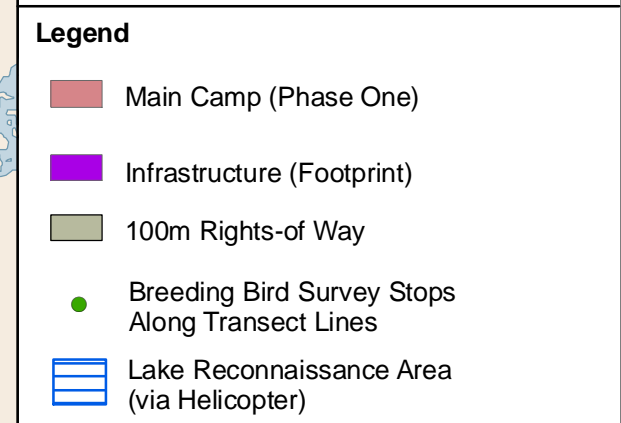 Legend
Main Camp (Phase One)
Infrastructure (Footprint)
100m Rights-of Way
Breeding Bird Survey Stops
Along Transect Lines
Lake Reconnaissance Area
(via Helicopter)